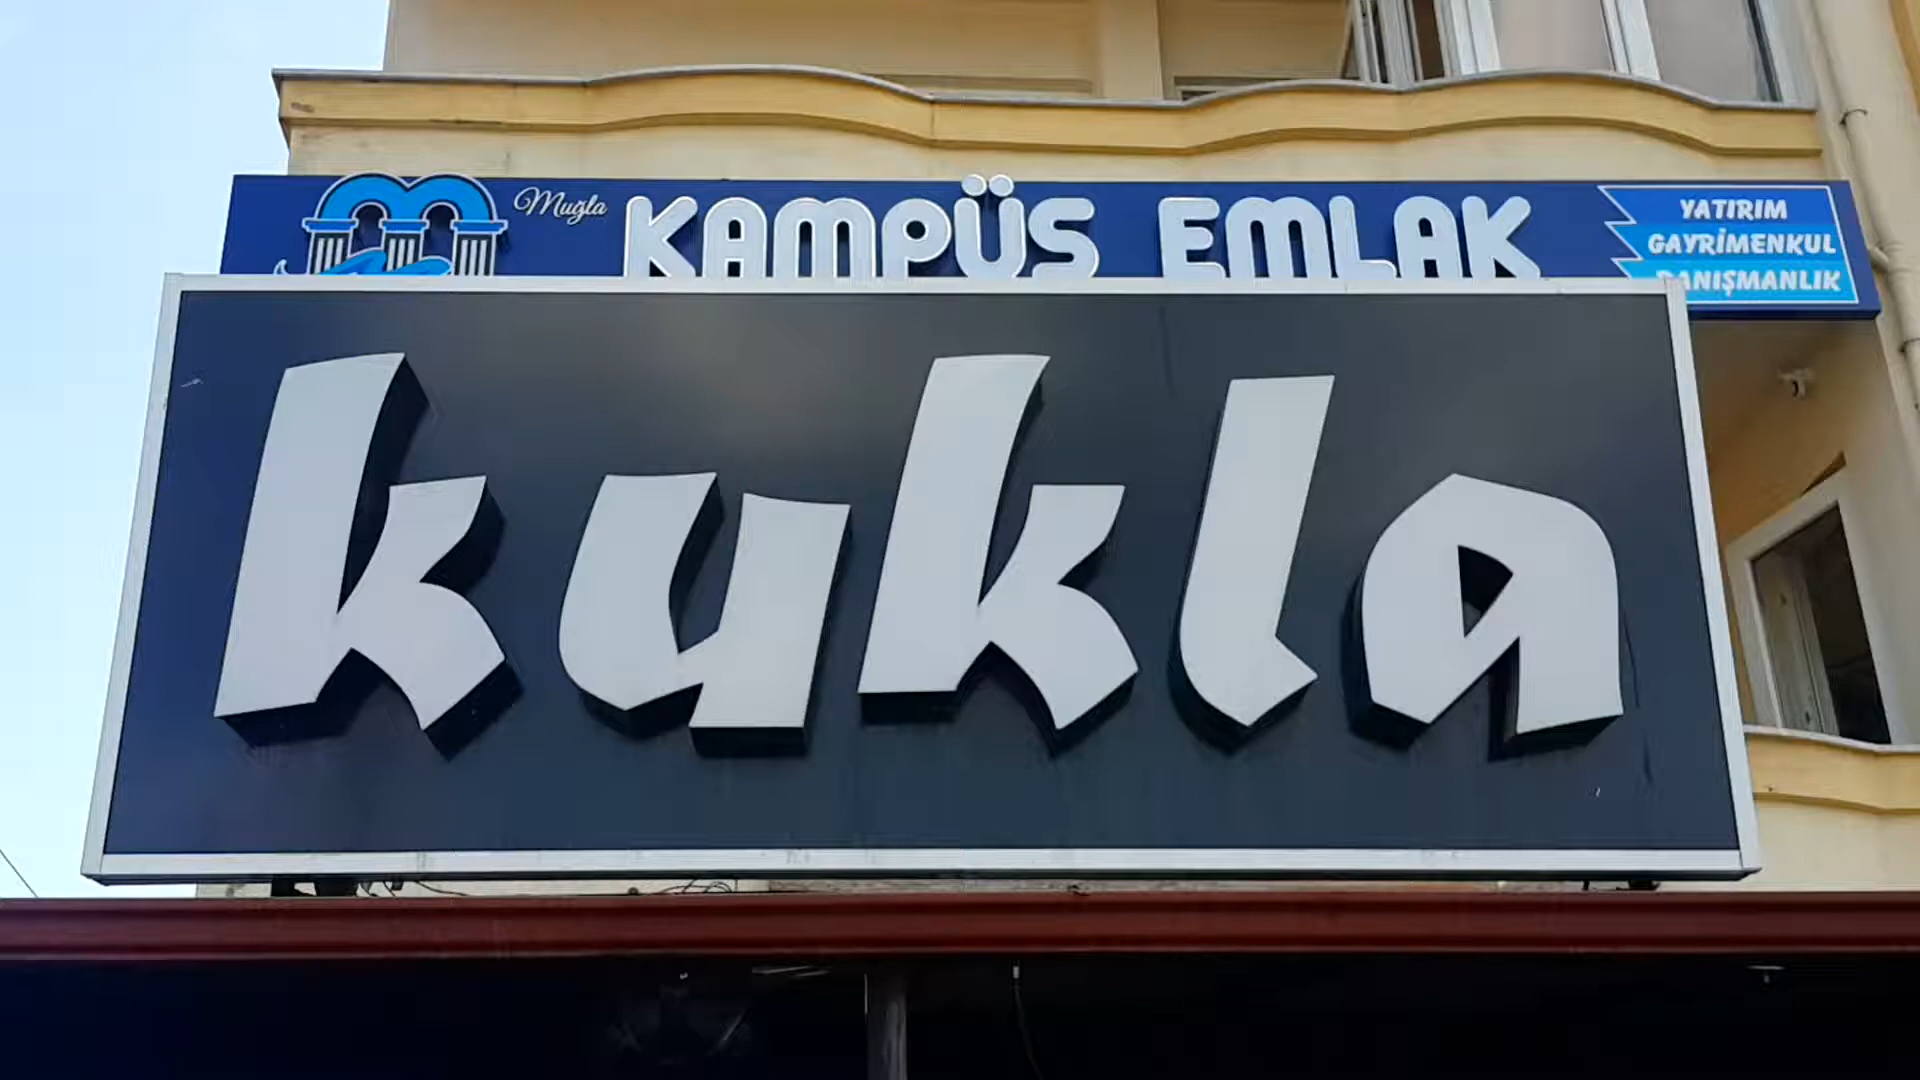 Muğla KAMPÜS EMLAK
YATIRIM
GAYRİMENKUL
DANIŞMANLIK
kukla